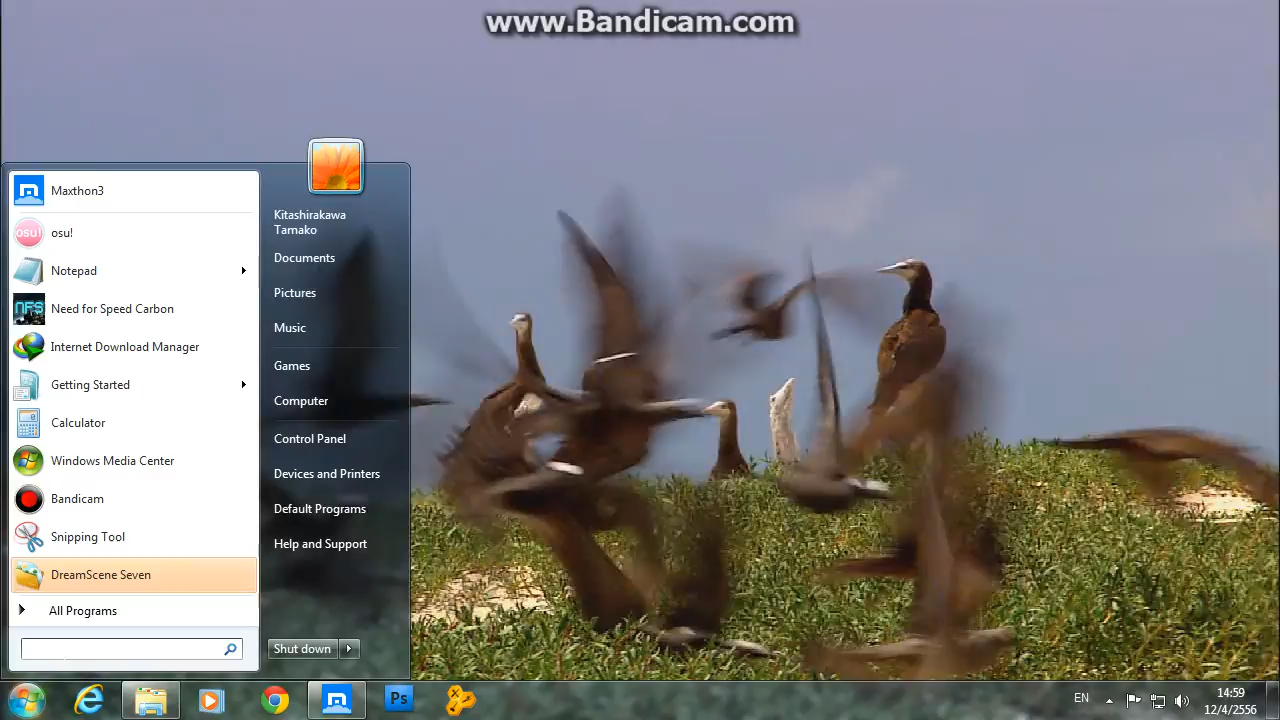 www.Bandicam.com
Maxthon3
osu!
osu!
Notepad
NFS
Need for Speed Carbon
Internet Download Manager
Getting Started
Calculator
Windows Media Center
Bandicam
Snipping Tool
DreamScene Seven
All Programs
Kitashirakawa
Tamako
Documents
Pictures
Music
Games
Computer
Control Panel
Devices and Printers
Default Programs
Help and Support
Shut down
Ps
EN
14:59
12/4/2556